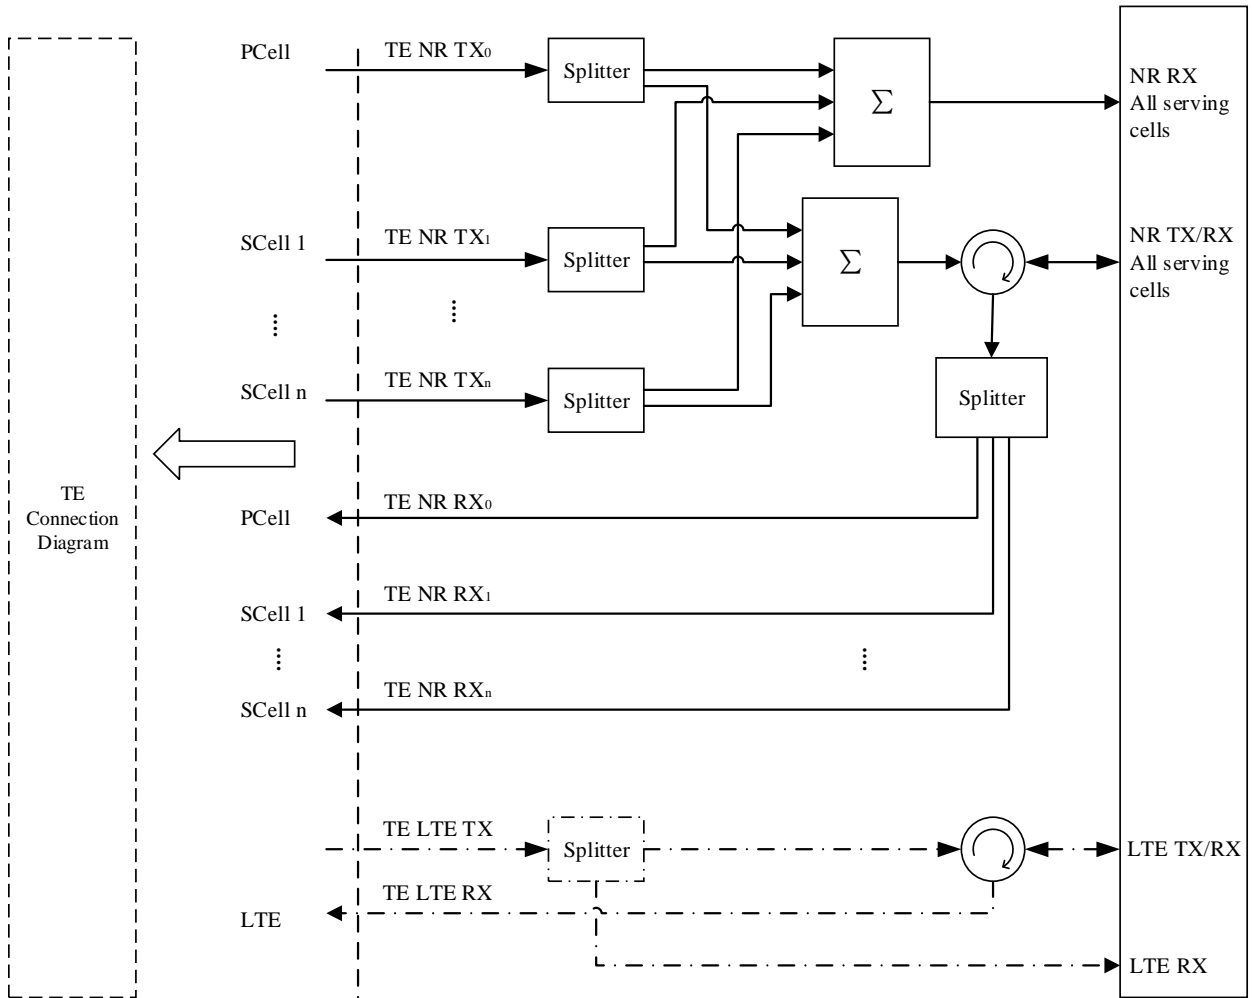 PCell
TE NR TX0
Splitter
Σ
NR RX
All serving
cells
SCell 1
TE NR TX1
Splitter
Σ
NR TX/RX
All serving
cells
SCell n
TE NR TXn
Splitter
Splitter
TE
Connection
Diagram
PCell
TE NR RX0
SCell 1
TE NR RX1
SCell n
TE NR RXn
TE LTE TX
Splitter
LTE TX/RX
TE LTE RX
LTE
LTE RX